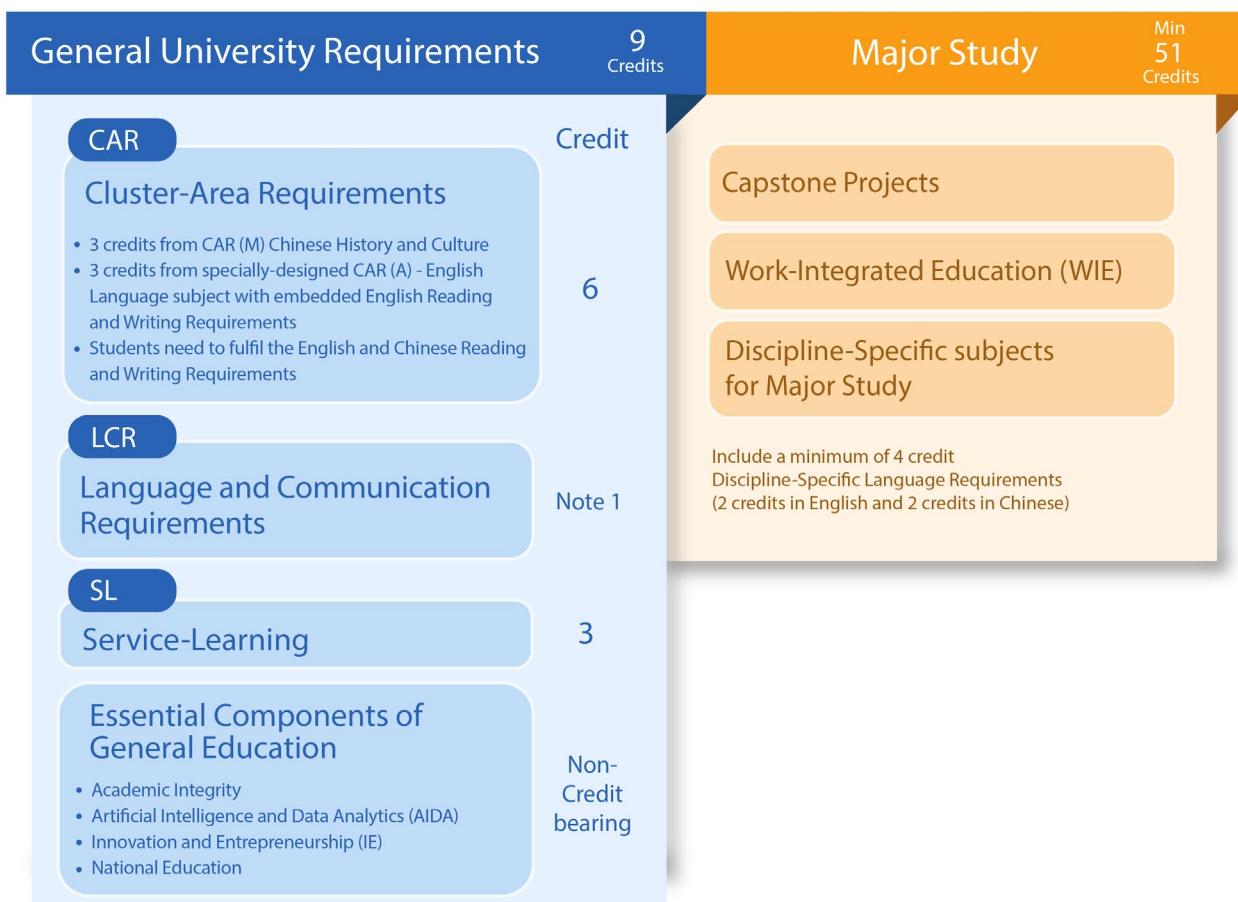 General University Requirements
9
Credits
CAR
Credit
Cluster-Area Requirements
• 3 credits from CAR (M) Chinese History and Culture
• 3 credits from specially-designed CAR (A) - English
Language subject with embedded English Reading
and Writing Requirements
• Students need to fulfil the English and Chinese Reading
and Writing Requirements
6
LCR
Language and Communication
Requirements
Note 1
SL
Service-Learning
3
Essential Components of
General Education
• Academic Integrity
• Artificial Intelligence and Data Analytics (AIDA)
• Innovation and Entrepreneurship (IE)
• National Education
Non-
Credit
bearing
Major Study
Min
51
Credits
Capstone Projects
Work-Integrated Education (WIE)
Discipline-Specific subjects
for Major Study
Include a minimum of 4 credit
Discipline-Specific Language Requirements
(2 credits in English and 2 credits in Chinese)